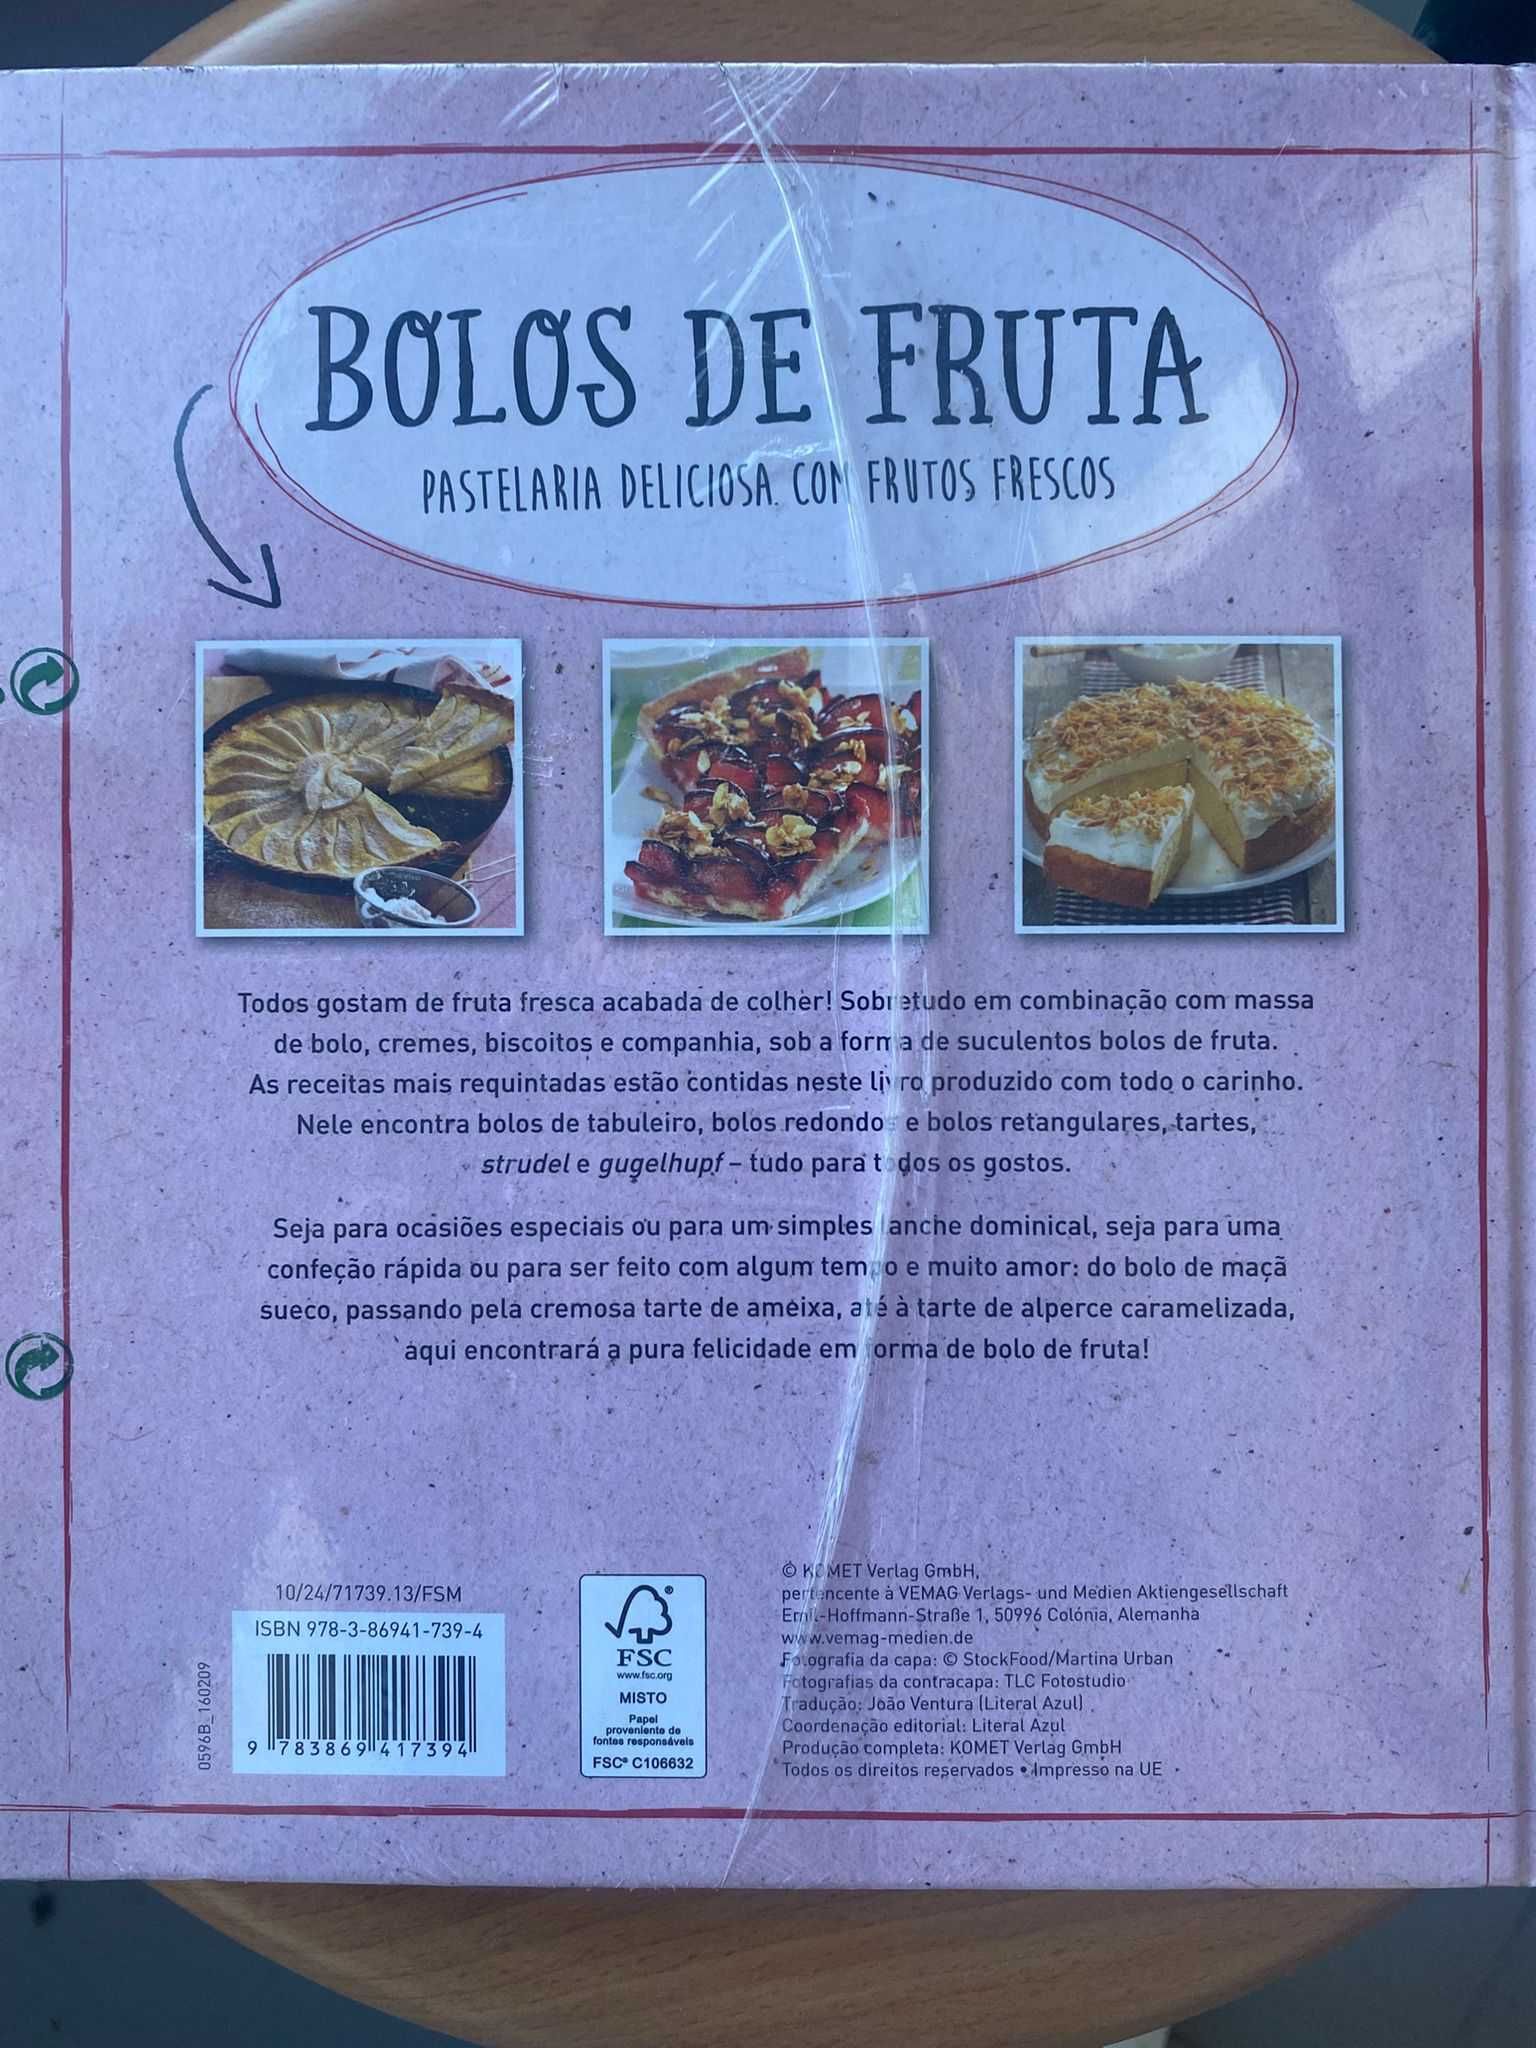 BOLOS DE FRUTA
PASTELARIA DELICIOSA COM FRUTOS FRESCOS
Todos gostam de fruta fresca acabada de colher! Sobretudo em combinação com massa
de bolo, cremes, biscoitos e companhia, sob a forma de suculentos bolos de fruta.
As receitas mais requintadas estão contidas neste livro produzido com todo o carinho.
Nele encontra bolos de tabuleiro, bolos redondos e bolos retangulares, tartes,
strudel e gugelhupf – tudo para todos os gostos.
Seja para ocasiões especiais ou para um simples lanche dominical, seja para uma
confeção rápida ou para ser feito com algum tempo e muito amor: do bolo de maçã
sueco, passando pela cremosa tarte de ameixa, até à tarte de alperce caramelizada,
aqui encontrará a pura felicidade em forma de bolo de fruta!
10/24/71739.13/FSM
ISBN 978-3-86941-739-4
9 783869 417394
0596B_160209
FSC®
www.fsc.org
MISTO
Papel
proveniente de
fontes responsáveis
FSC® C106632
© KOMET Verlag GmbH,
pertencente à VEMAG Verlags- und Medien Aktiengesellschaft
Emil-Hoffmann-Straße 1, 50996 Colónia, Alemanha
www.vemag-medien.de
Fotografia da capa: © StockFood/Martina Urban
Fotografias da contracapa: TLC Fotostudio
Tradução: João Ventura (Literal Azul)
Coordenação editorial: Literal Azul
Produção completa: KOMET Verlag GmbH
Todos os direitos reservados • Impresso na UE